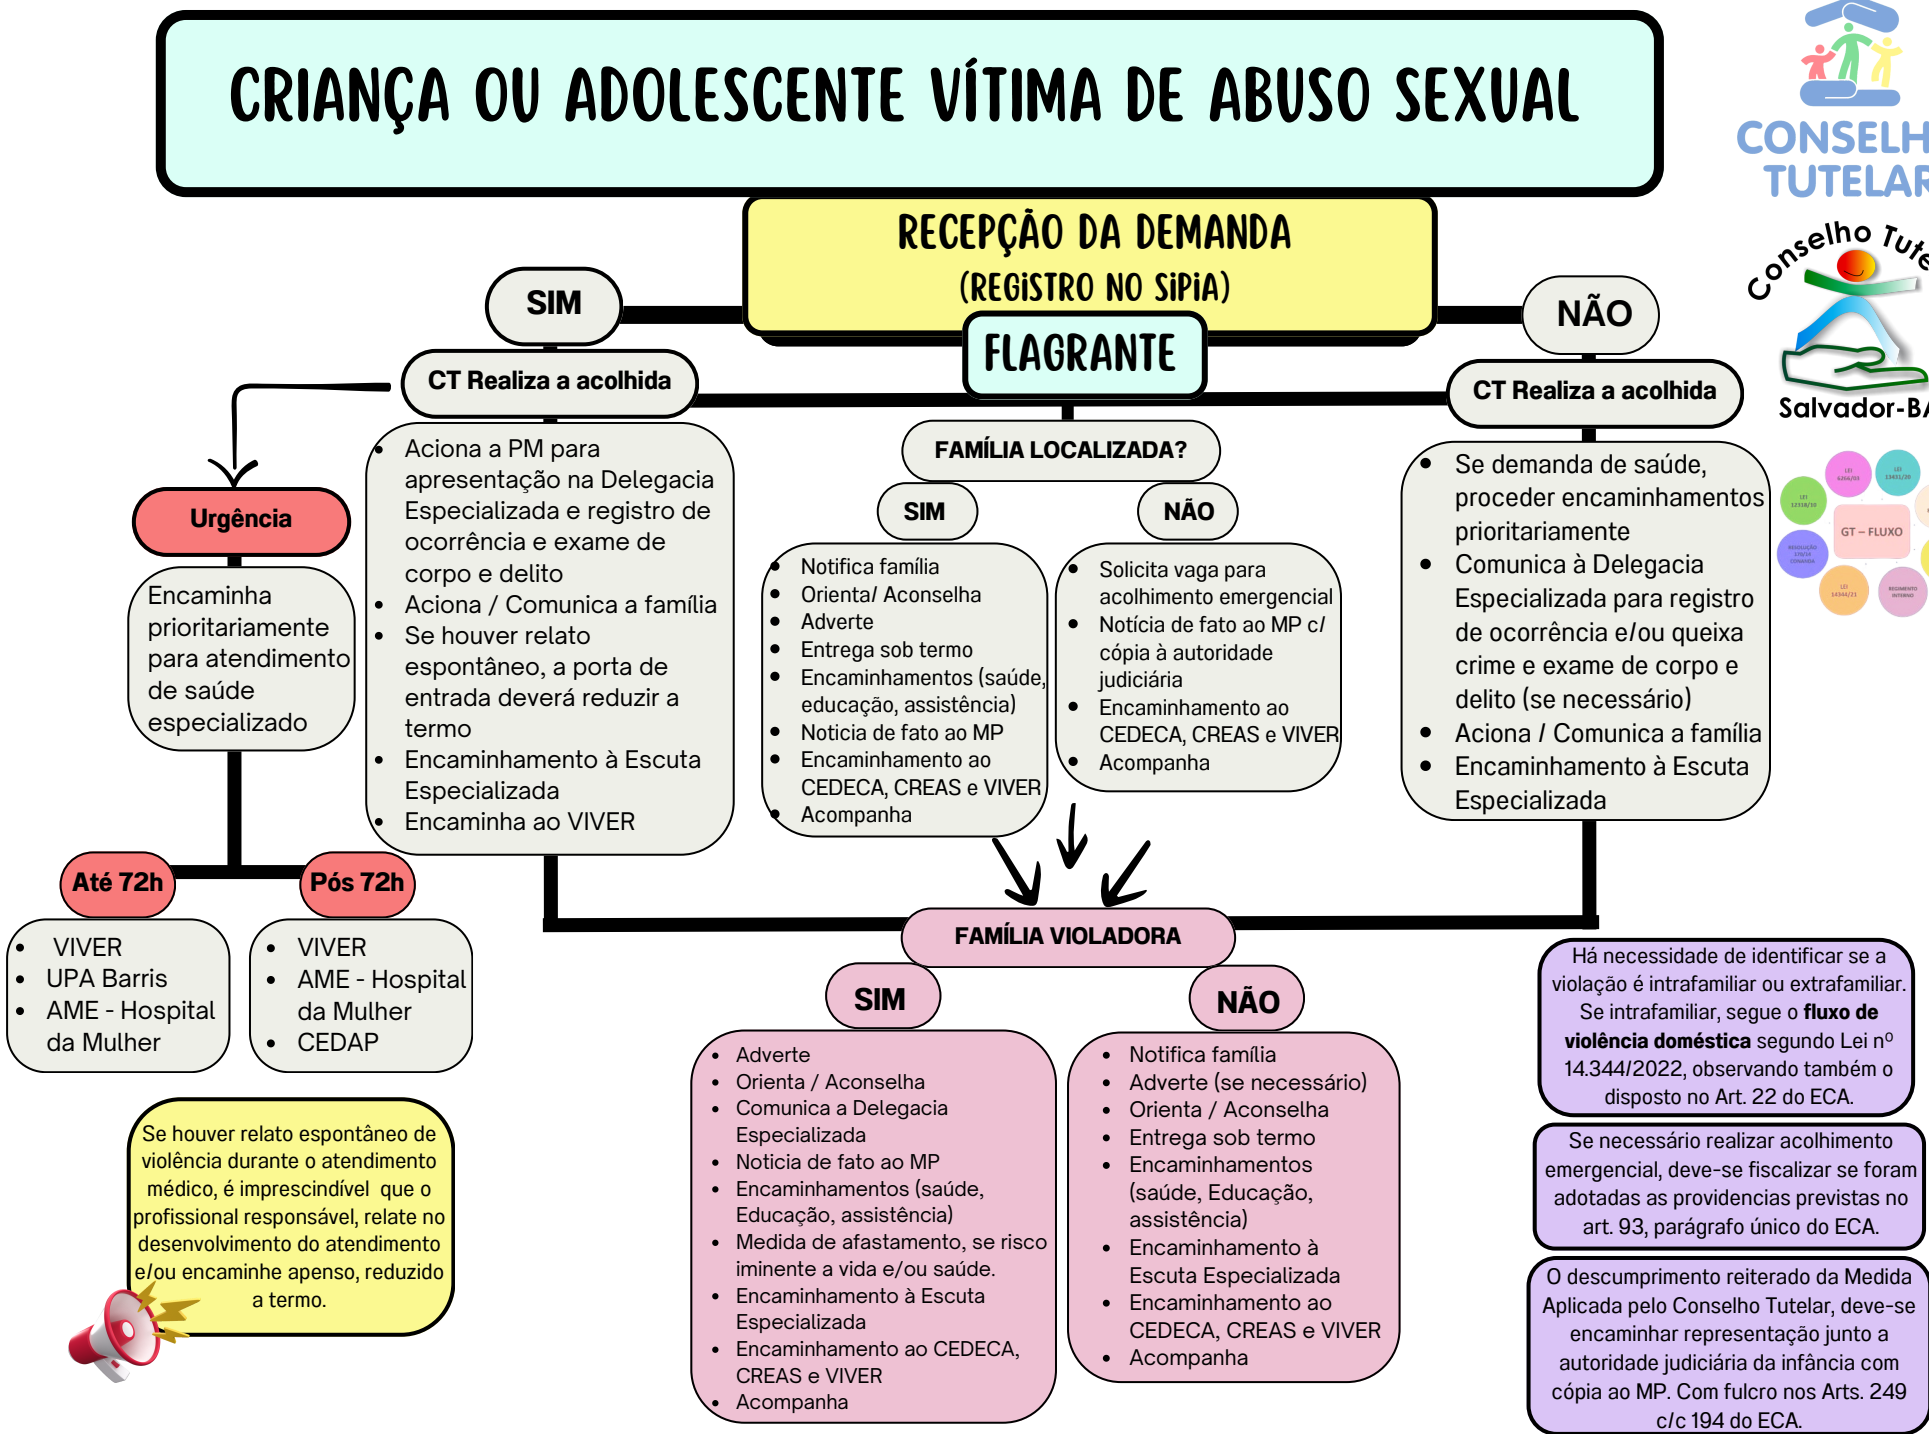 CRIANÇA OU ADOLESCENTE VÍTIMA DE ABUSO SEXUAL
RECEPÇÃO DA DEMANDA
(REGISTRO NO SIPIA)
FLAGRANTE
SIM
CT Realiza a acolhida
Urgência
Encaminha
prioritariamente
para atendimento
de saúde
especializado
Até 72h
VIVER
UPA Barris
AME - Hospital
da Mulher
Pós 72h
VIVER
AME - Hospital
da Mulher
CEDAP
Se houver relato espontâneo de
violência durante o atendimento
médico, é imprescindível que o
profissional responsável, relate no
desenvolvimento do atendimento
e/ou encaminhe apenso, reduzido
a termo.
Aciona a PM para
apresentação na Delegacia
Especializada e registro de
ocorrência e exame de
corpo e delito
Aciona / Comunica a família
Se houver relato
espontâneo, a porta de
entrada deverá reduzir a
termo
Encaminhamento à Escuta
Especializada
Encaminha ao VIVER
FAMÍLIA LOCALIZADA?
SIM
Notifica família
Orienta/ Aconselha
Adverte
Entrega sob termo
Encaminhamentos (saúde,
educação, assistência)
Noticia de fato ao MP
Encaminhamento ao
CEDECA, CREAS e VIVER
Acompanha
NÃO
Solicita vaga para
acolhimento emergencial
Notícia de fato ao MP c/
cópia à autoridade
judiciária
Encaminhamento ao
CEDECA, CREAS e VIVER
Acompanha
NÃO
CT Realiza a acolhida
Se demanda de saúde,
proceder encaminhamentos
prioritariamente
Comunica à Delegacia
Especializada para registro
de ocorrência e/ou queixa
crime e exame de corpo e
delito (se necessário)
Aciona / Comunica a família
Encaminhamento à Escuta
Especializada
FAMÍLIA VIOLADORA
SIM
Adverte
Orienta / Aconselha
Comunica a Delegacia
Especializada
Noticia de fato ao MP
Encaminhamentos (saúde,
Educação, assistência)
Medida de afastamento, se risco
iminente a vida e/ou saúde.
Encaminhamento à Escuta
Especializada
Encaminhamento ao CEDECA,
CREAS e VIVER
Acompanha
NÃO
Notifica família
Adverte (se necessário)
Orienta / Aconselha
Entrega sob termo
Encaminhamentos
(saúde, Educação,
assistência)
Encaminhamento à
Escuta Especializada
Encaminhamento ao
CEDECA, CREAS e VIVER
Acompanha
CONSELH
TUTELAR
Conselho Tute
Salvador-BA
LEI
12318/10
GT – FLUXO
LEI
14344/21
REGIMENTO
INTERNO
Há necessidade de identificar se a
violação é intrafamiliar ou extrafamiliar.
Se intrafamiliar, segue o fluxo de
violência doméstica segundo Lei nº
14.344/2022, observando também o
disposto no Art. 22 do ECA.
Se necessário realizar acolhimento
emergencial, deve-se fiscalizar se foram
adotadas as providencias previstas no
art. 93, parágrafo único do ECA.
O descumprimento reiterado da Medida
Aplicada pelo Conselho Tutelar, deve-se
encaminhar representação junto a
autoridade judiciária da infância com
cópia ao MP. Com fulcro nos Arts. 249
c/c 194 do ECA.